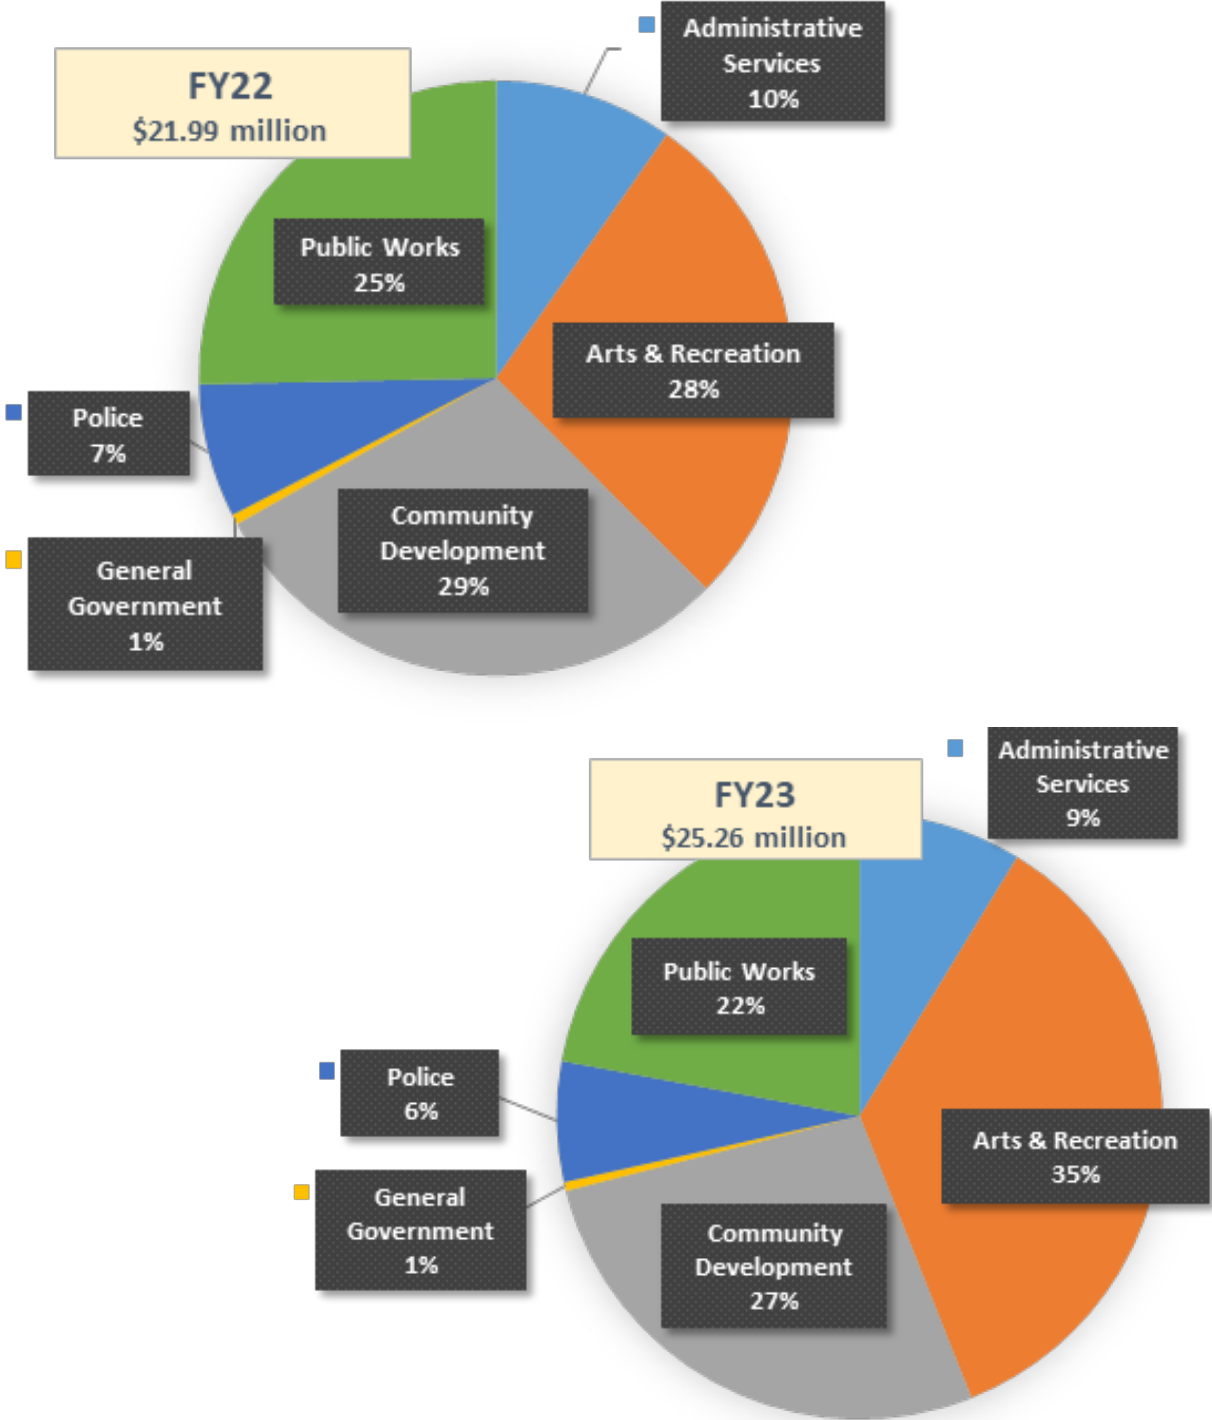 Administrative
Services
10%
FY22
$21.99 million
Public Works
25%
Arts & Recreation
28%
Police
7%
Community
Development
29%
General
Government
1%
Administrative
Services
9%
FY23
$25.26 million
Public Works
22%
Police
6%
Arts & Recreation
35%
General
Government
1%
Community
Development
27%